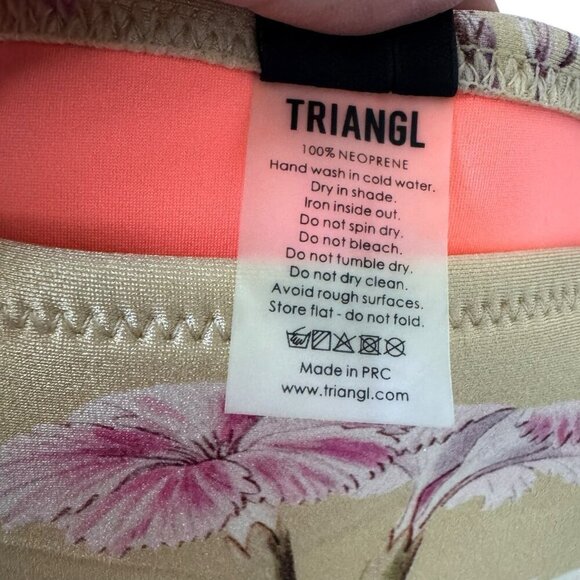 TRIANGL
100% NEOPRENE
Hand wash in cold water.
Dry in shade.
Iron inside out.
Do not spin dry.
Do not bleach.
Do not tumble dry.
Do not dry clean.
Avoid rough surfaces.
Store flat - do not fold.
Made in PRC
www.triangl.com